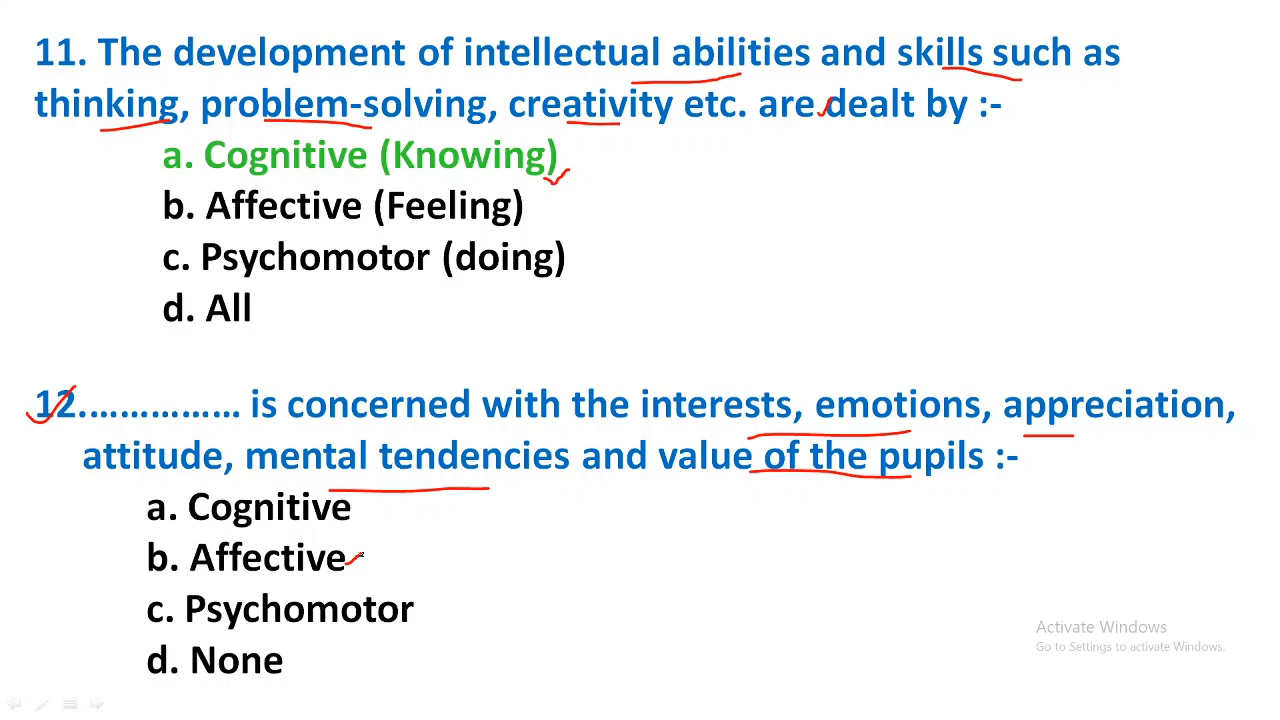 11. The development of intellectual abilities and skills such as
thinking, problem-solving, creativity etc. are dealt by :-
a. Cognitive (Knowing)
b. Affective (Feeling)
c. Psychomotor (doing)
d. All
12................ is concerned with the interests, emotions, appreciation,
attitude, mental tendencies and value of the pupils :-
a. Cognitive
b. Affective
c. Psychomotor
d. None
Activate Windows
Go to Settings to activate Windows.